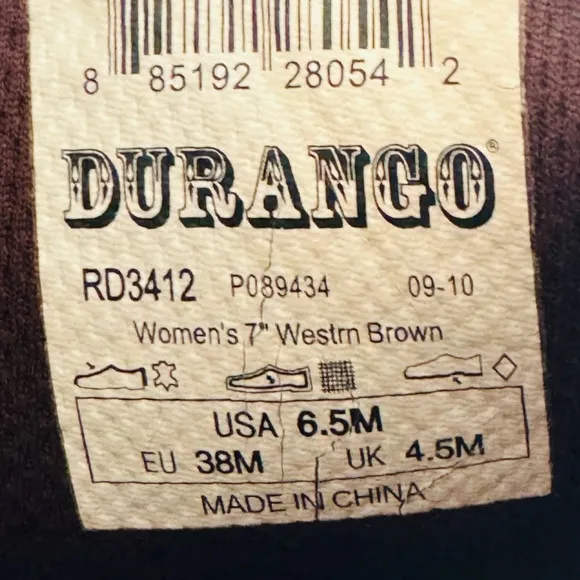 8 85192 28054 2
DURANGO®
RD3412 P089434 09-10
Women's 7" Westrn Brown
USA 6.5M
EU 38M UK 4.5M
MADE IN CHINA